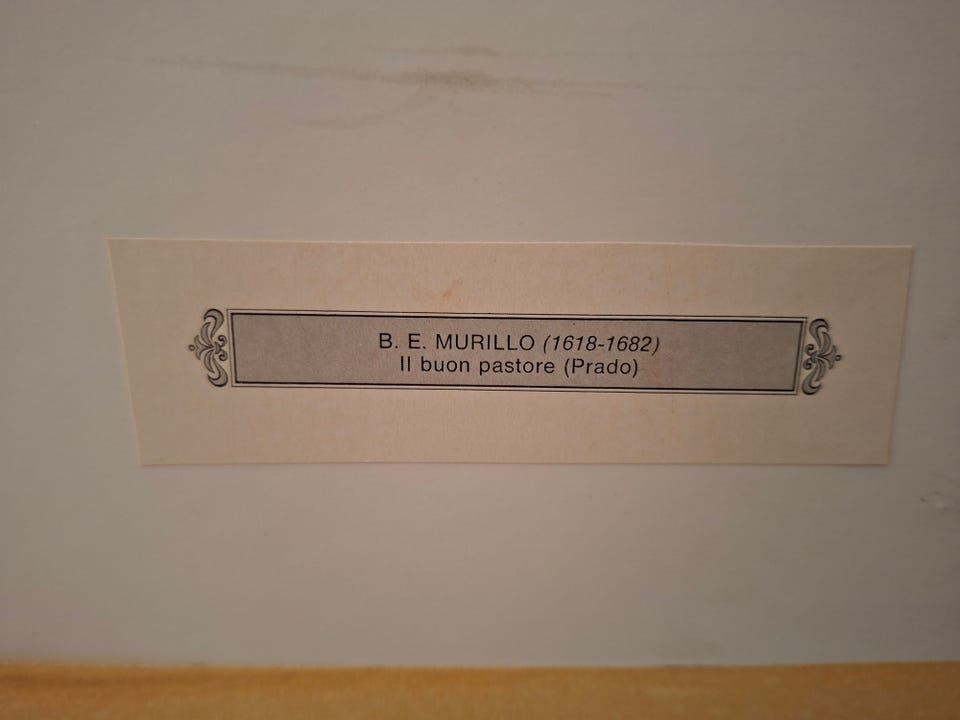 B. E. MURILLO (1618-1682)
Il buon pastore (Prado)